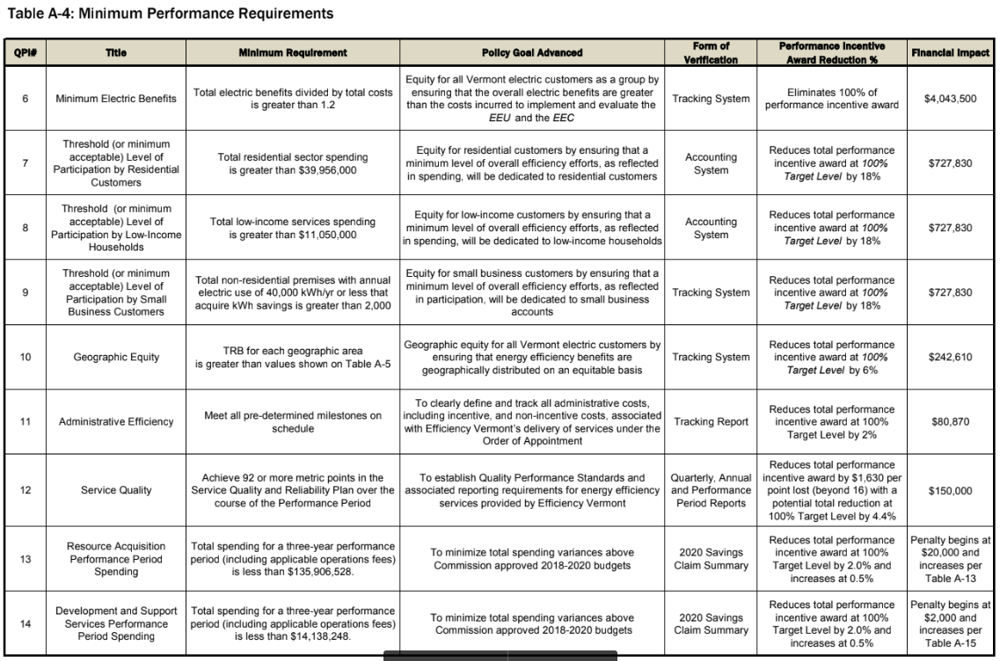 Table A-4: Minimum Performance Requirements
QPI#
Title
Minimum Requirement
Policy Goal Advanced
Form of
Verification
Performance Incentive
Award Reduction %
Financial Impact
6
Minimum Electric Benefits
Total electric benefits divided by total costs
is greater than 1.2
Equity for all Vermont electric customers as a group by
ensuring that the overall electric benefits are greater
than the costs incurred to implement and evaluate the
EEU and the EEC
Tracking System
Eliminates 100% of
performance incentive award
$4,043,500
7
Threshold (or minimum
acceptable) Level of
Participation by Residential
Customers
Total residential sector spending
is greater than $39,956,000
Equity for residential customers by ensuring that a
minimum level of overall efficiency efforts, as reflected
in spending, will be dedicated to residential customers
Accounting
System
Reduces total performance
incentive award at 100%
Target Level by 18%
$727,830
8
Threshold (or minimum
acceptable) Level of
Participation by Low-Income
Households
Total low-income services spending
is greater than $11,050,000
Equity for low-income customers by ensuring that a
minimum level of overall efficiency efforts, as reflected
in spending, will be dedicated to low-income households
Accounting
System
Reduces total performance
incentive award at 100%
Target Level by 18%
$727,830
9
Threshold (or minimum
acceptable) Level of
Participation by Small
Business Customers
Total non-residential premises with annual
electric use of 40,000 kWh/yr or less that
acquire kWh savings is greater than 2,000
Equity for small business customers by ensuring that a
minimum level of overall efficiency efforts, as reflected
in participation, will be dedicated to small business
accounts
Tracking System
Reduces total performance
incentive award at 100%
Target Level by 18%
$727,830
10
Geographic Equity
TRB for each geographic area
is greater than values shown on Table A-5
Geographic equity for all Vermont electric customers by
ensuring that energy efficiency benefits are
geographically distributed on an equitable basis
Tracking System
Reduces total performance
incentive award at 100%
Target Level by 6%
$242,610
11
Administrative Efficiency
Meet all pre-determined milestones on
schedule
To clearly define and track all administrative costs,
including incentive, and non-incentive costs, associated
with Efficiency Vermont's delivery of services under the
Order of Appointment
Tracking Report
Reduces total performance
incentive award at 100%
Target Level by 2%
$80,870
12
Service Quality
Achieve 92 or more metric points in the
Service Quality and Reliability Plan over the
course of the Performance Period
To establish Quality Performance Standards and
associated reporting requirements for energy efficiency
services provided by Efficiency Vermont
Quarterly, Annual
and Performance
Period Reports
Reduces total performance
incentive award by $1,630 per
point lost (beyond 16) with a
potential total reduction at
100% Target Level by 4.4%
$150,000
13
Resource Acquisition
Performance Period
Spending
Total spending for a three-year performance
period (including applicable operations fees)
is less than $135,906,528.
To minimize total spending variances above
Commission approved 2018-2020 budgets
2020 Savings
Claim Summary
Reduces total performance
incentive award at 100%
Target Level by 2.0% and
increases at 0.5%
Penalty begins at
$20,000 and
increases per
Table A-13
14
Development and Support
Services Performance
Period Spending
Total spending for a three-year performance
period (including applicable operations fees)
is less than $14,138,248.
To minimize total spending variances above
Commission approved 2018-2020 budgets
2020 Savings
Claim Summary
Reduces total performance
incentive award at 100%
Target Level by 2.0% and
increases at 0.5%
Penalty begins at
$2,000 and
increases per
Table A-15